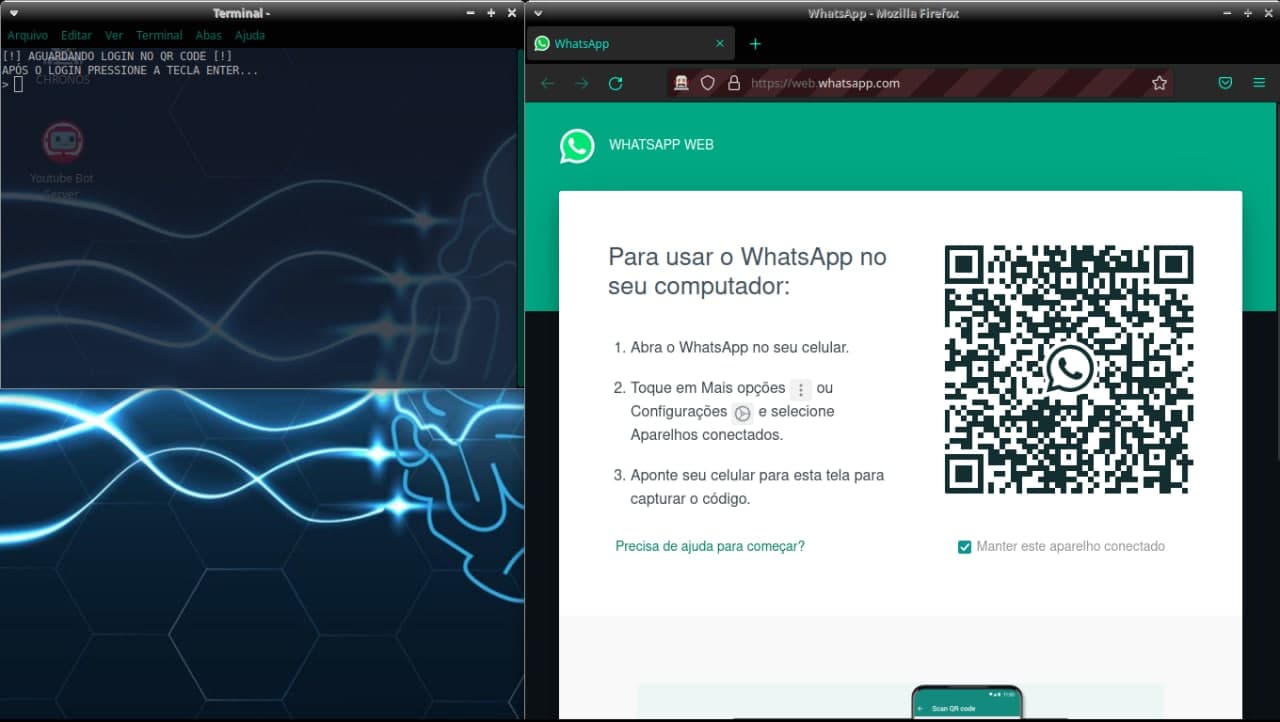 Terminal -
Arquivo Editar Ver Terminal Abas Ajuda
[!] AGUARDANDO LOGIN NO QR CODE [!]
APÓS O LOGIN PRESSIONE A TECLA ENTER...
>
CHRONOS
Youtube Bot
Server
WhatsApp - Mozilla Firefox
WhatsApp
https://web.whatsapp.com
WHATSAPP WEB
Para usar o WhatsApp no
seu computador:
1. Abra o WhatsApp no seu celular.
2. Toque em Mais opções ou
Configurações e selecione
Aparelhos conectados.
3. Aponte seu celular para esta tela para
capturar o código.
Precisa de ajuda para começar?
Manter este aparelho conectado
Scan QR code